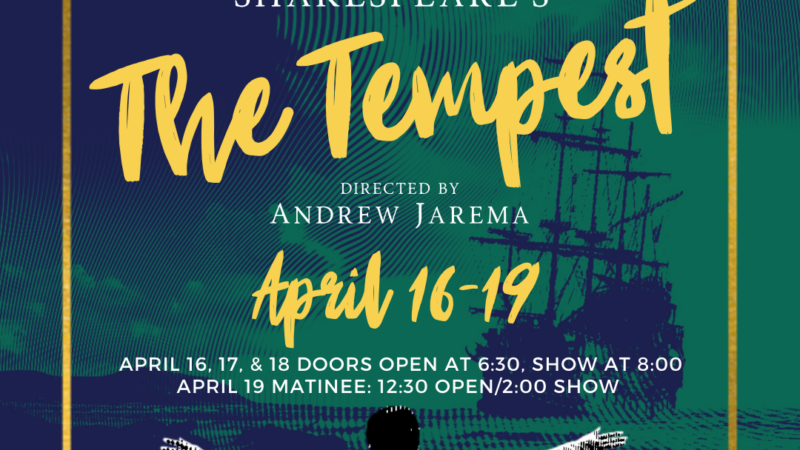 SHAKESPEARE'S
The Tempest
DIRECTED BY
ANDREW JAREMA
April 16-19
APRIL 16, 17, & 18 DOORS OPEN AT 6:30, SHOW AT 8:00
APRIL 19 MATINEE: 12:30 OPEN/2:00 SHOW